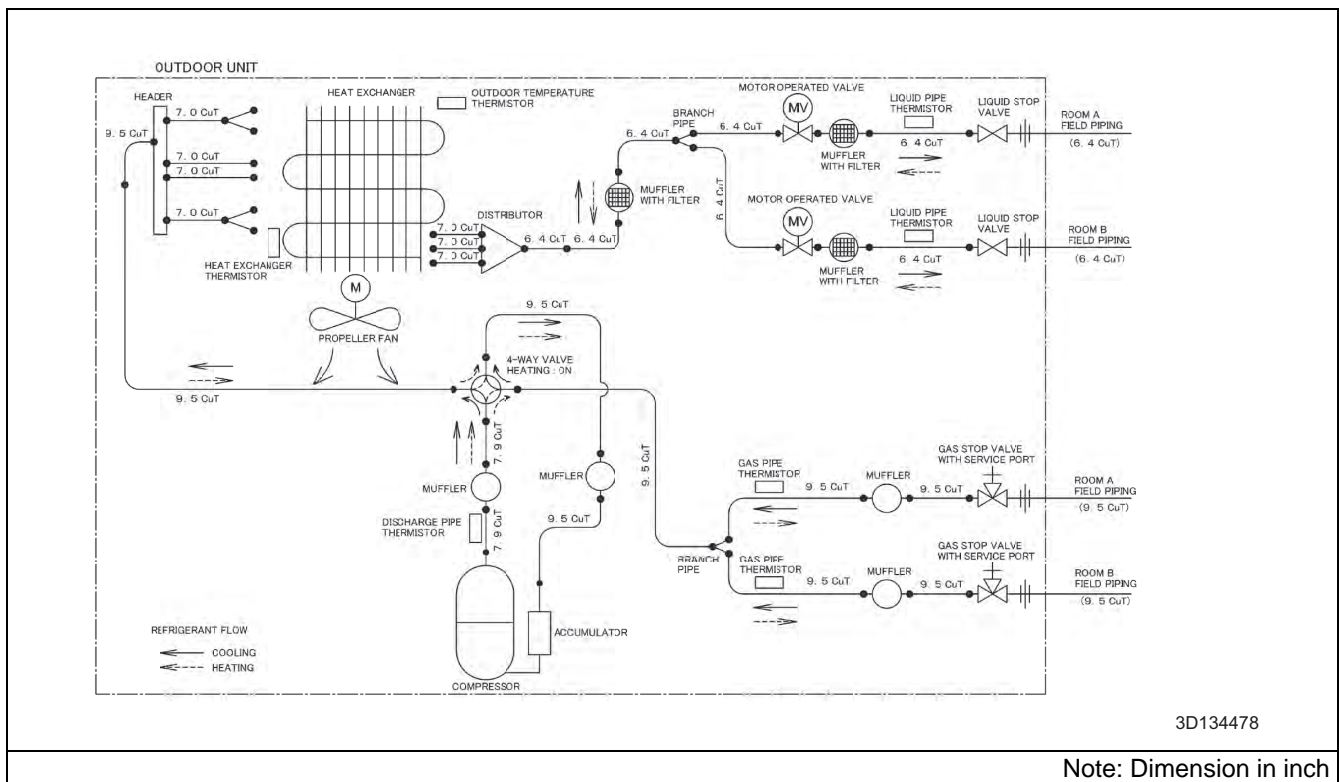 OUTDOOR UNIT
HEADER
9. 5 CuT
7. 0 CuT
7. 0 CuT
7. 0 CuT
7. 0 CuT
HEAT EXCHANGER
OUTDOOR TEMPERATURE
THERMISTOR
HEAT EXCHANGER
THERMISTOR
M
PROPELLER FAN
7. 0 CuT
7. 0 CuT
7. 0 CuT
DISTRIBUTOR
6. 4 CuT
6. 4 CuT
MUFFLER
WITH FILTER
6. 4 CuT
BRANCH
PIPE
6. 4 CuT
6. 4 CuT
MOTOR OPERATED VALVE
MV
MUFFLER
WITH FILTER
LIQUID PIPE
THERMISTOR
6 4 CuT
LIQUID STOP
VALVE
ROOM A
FIELD PIPING
(6. 4 CuT)
MOTOR OPERATED VALVE
MV
MUFFLER
WITH FILTER
LIQUID PIPE
THERMISTOR
6 4 CuT
LIQUID STOP
VALVE
ROOM B
FIELD PIPING
(6. 4 CuT)
9. 5 CuT
9. 5 CuT
4-WAY VALVE
HEATING : ON
7. 9 CuT
MUFFLER
DISCHARGE PIPE
THERMISTOR
7. 9 CuT
MUFFLER
9. 5 CuT
9. 5 CuT
ACCUMULATOR
COMPRESSOR
BRANCH
PIPE
GAS PIPE
THERMISTOR
9. 5 CuT
MUFFLER
9. 5 CuT
GAS STOP VALVE
WITH SERVICE PORT
ROOM A
FIELD PIPING
(9. 5 CuT)
GAS PIPE
THERMISTOR
9. 5 CuT
MUFFLER
9. 5 CuT
GAS STOP VALVE
WITH SERVICE PORT
ROOM B
FIELD PIPING
(9. 5 CuT)
REFRIGERANT FLOW
COOLING
HEATING
3D134478
Note: Dimension in inch